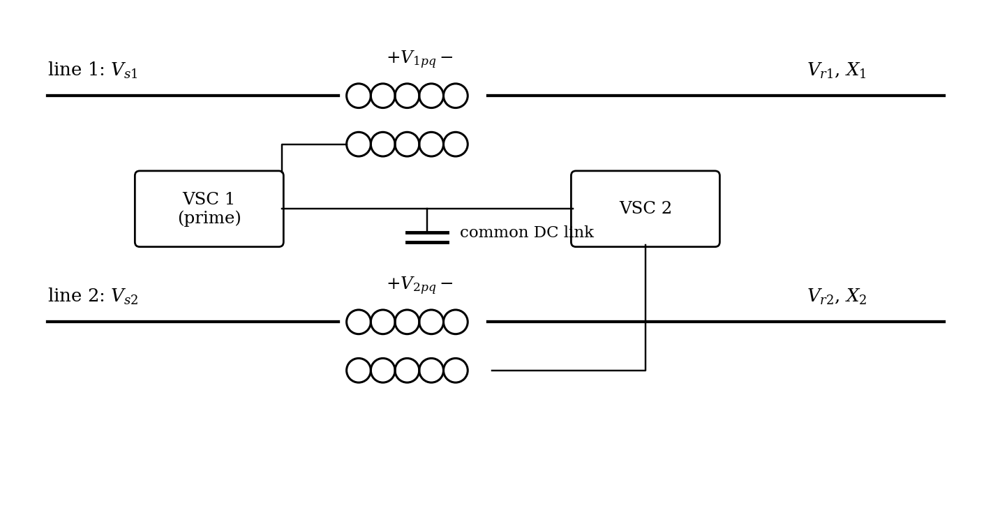 +V1pq −
line 1: Vs1
Vr1, X1
VSC 1
(prime)
VSC 2
common DC link
+V2pq −
line 2: Vs2
Vr2, X2